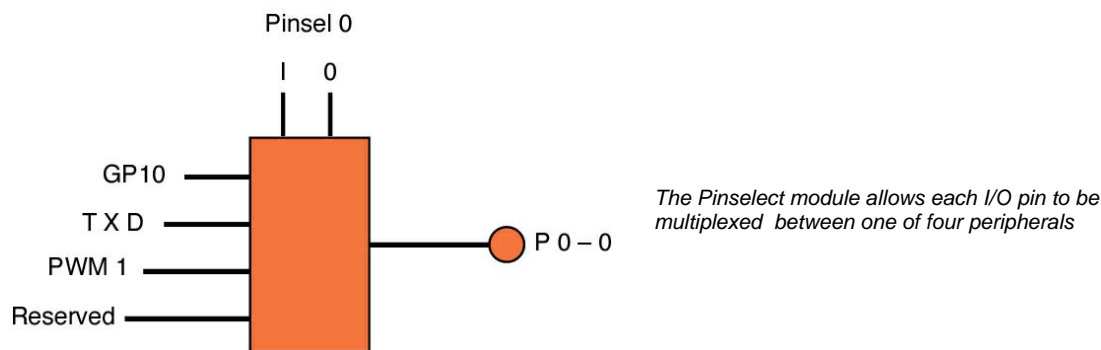 Pinsel 0
I 0
GP10
T X D
PWM 1
Reserved
P 0 – 0
The Pinselect module allows each I/O pin to be
multiplexed between one of four peripherals